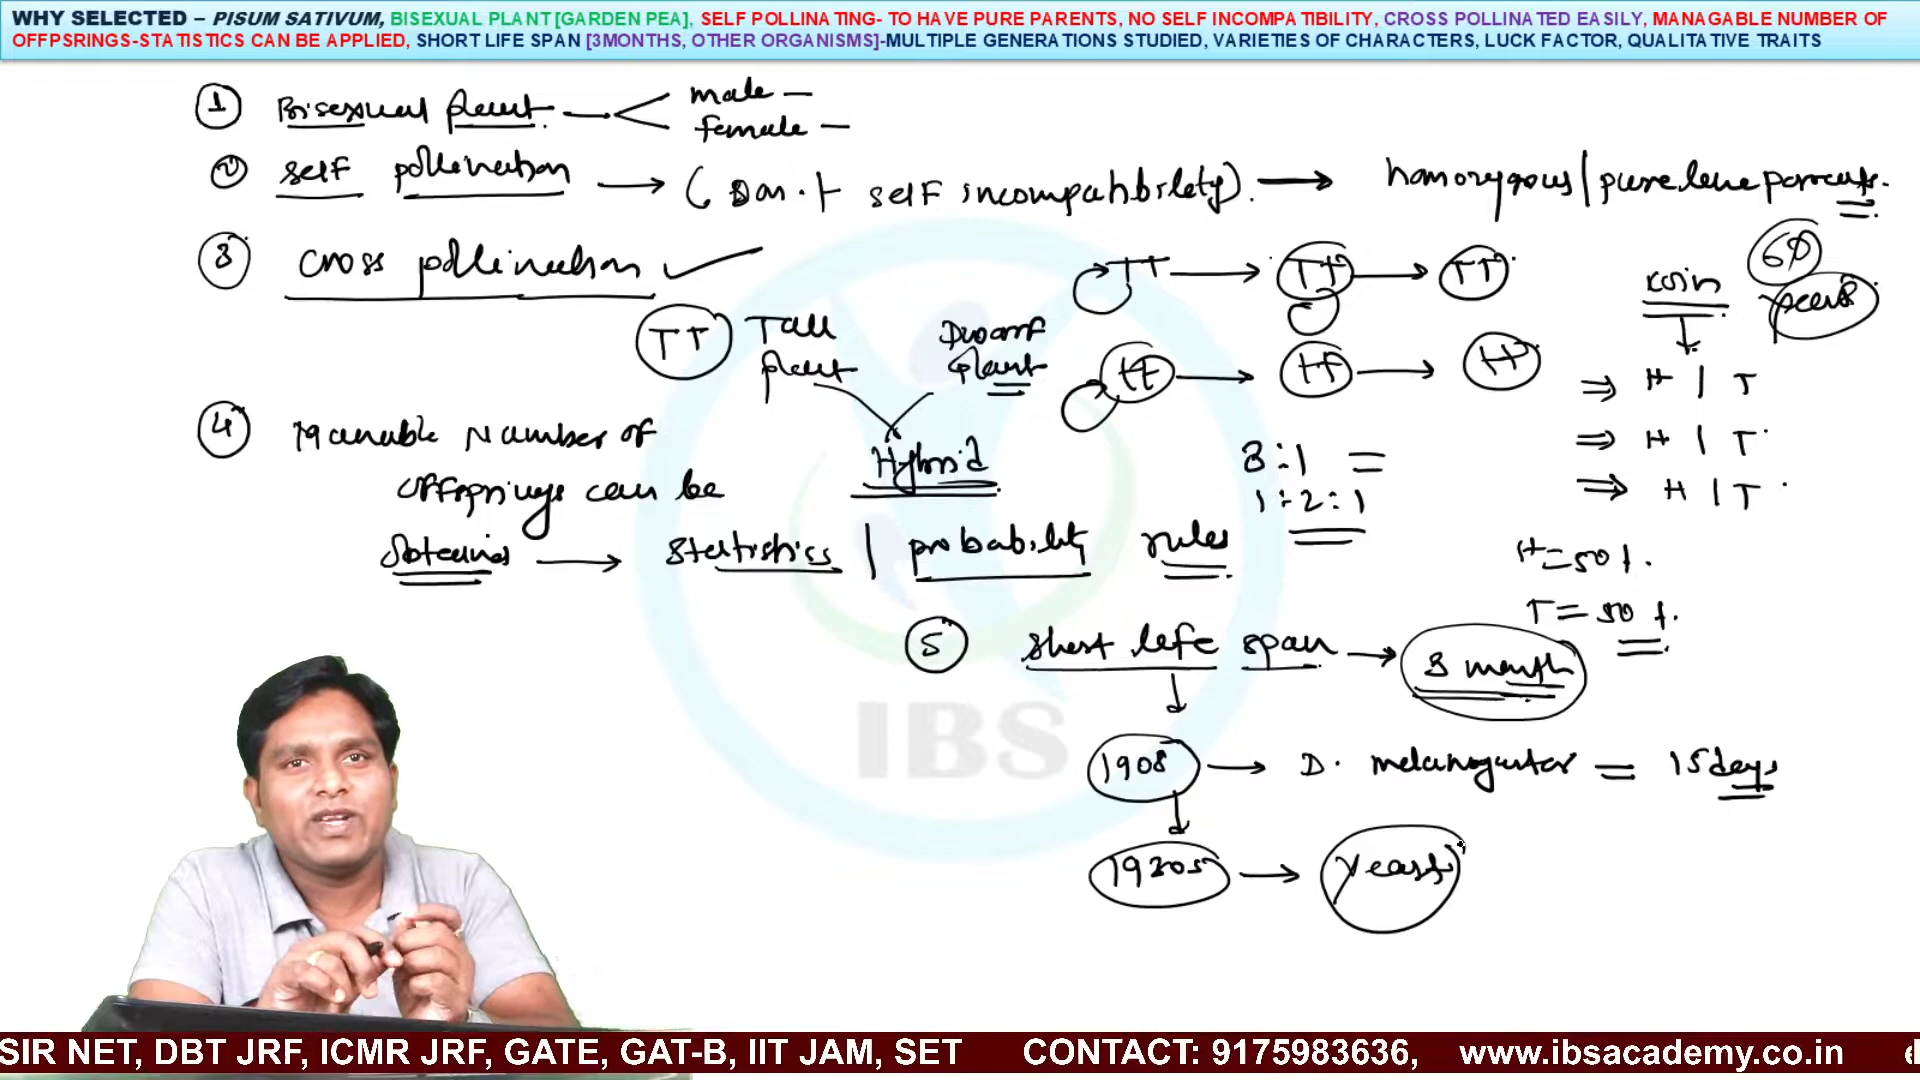 WHY SELECTED – PISUM SATIVUM, BISEXUAL PLANT [GARDEN PEA], SELF POLLINATING- TO HAVE PURE PARENTS, NO SELF INCOMPATIBILITY, CROSS POLLINATED EASILY, MANAGABLE NUMBER OF
OFFPSRINGS-STATISTICS CAN BE APPLIED, SHORT LIFE SPAN [3MONTHS, OTHER ORGANISMS]-MULTIPLE GENERATIONS STUDIED, VARIETIES OF CHARACTERS, LUCK FACTOR, QUALITATIVE TRAITS
1 Bisexual plant — male —
female —
2 self pollination → ( Don't self incompatibility). → homozygous / pureline parents.
3 cross pollination ✓
TT → TT → TT
coin
years
TT Tall plant
Dwarf plant
tt → tt → tt
H | T
H | T
H | T
Hybrid
3:1 =
1:2:1
4 Number of
offsprings can be
→ statistics | probability rules
H = 50 %.
T = 50 %.
5 short life span → 3 month
IBS
1908 → D. melanogaster = 15 days
→ yeast
SIR NET, DBT JRF, ICMR JRF, GATE, GAT-B, IIT JAM, SET CONTACT: 9175983636, www.ibsacademy.co.in